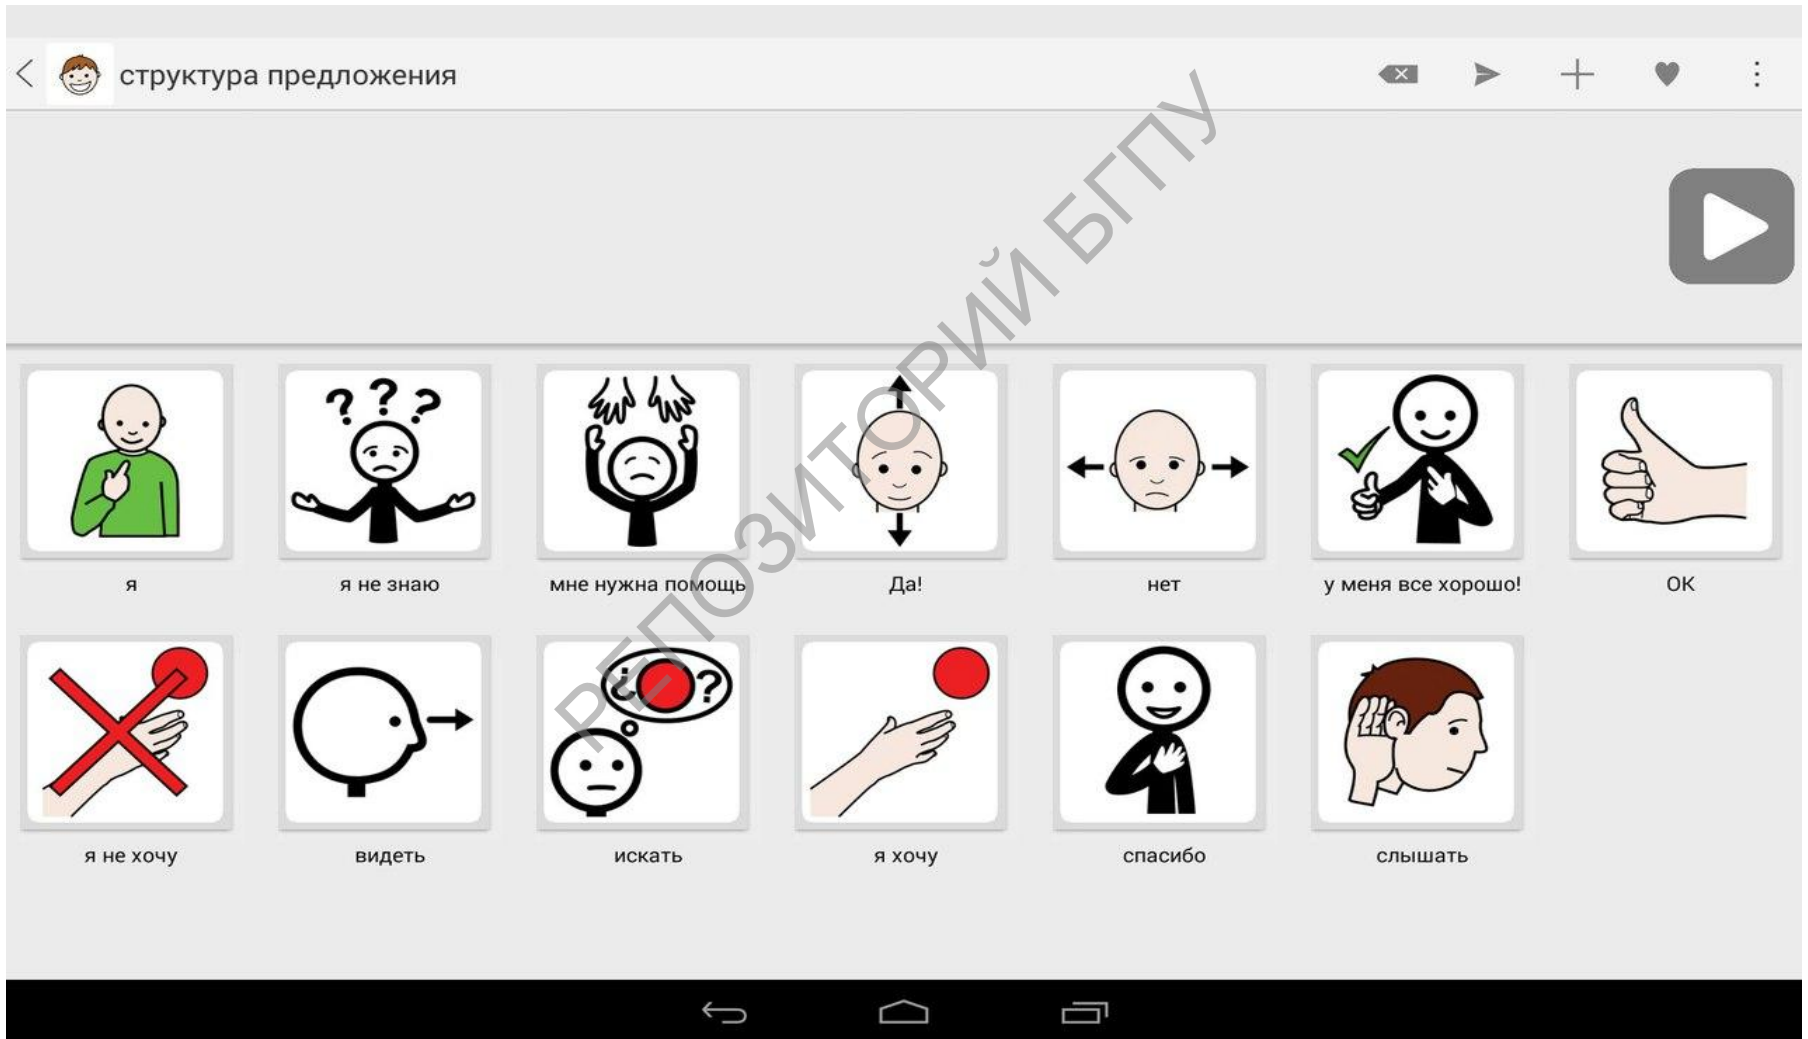 структура предложения
РЕПОЗИТОРИЙ БГПУ
я
я не знаю
мне нужна помощь
Да!
нет
у меня все хорошо!
ОК
я не хочу
видеть
искать
я хочу
спасибо
слышать